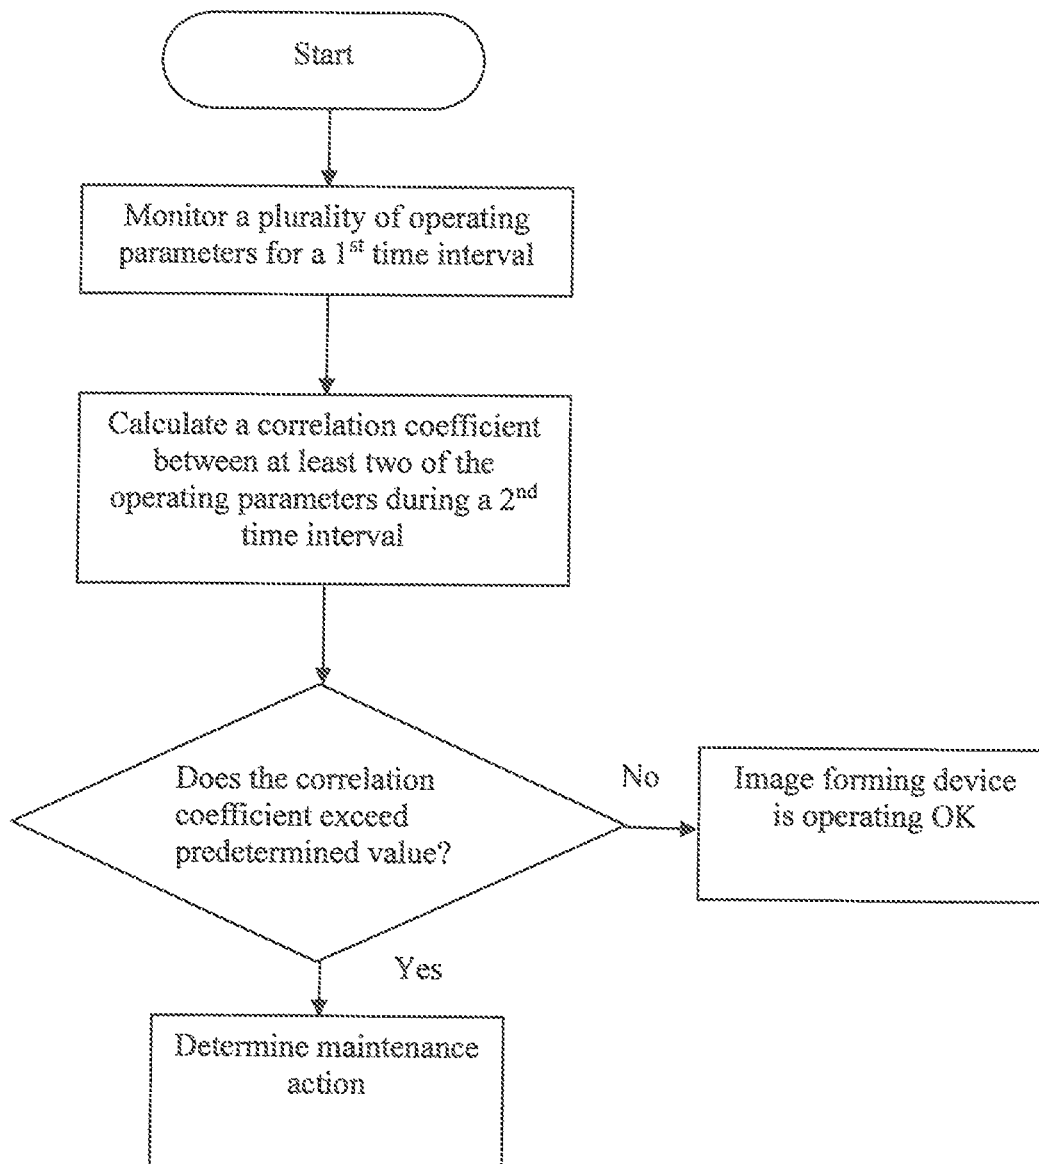 Start
Monitor a plurality of operating
parameters for a 1st time interval
Calculate a correlation coefficient
between at least two of the
operating parameters during a 2nd
time interval
Does the correlation
coefficient exceed
predetermined value?
No
Image forming device
is operating OK
Yes
Determine maintenance
action